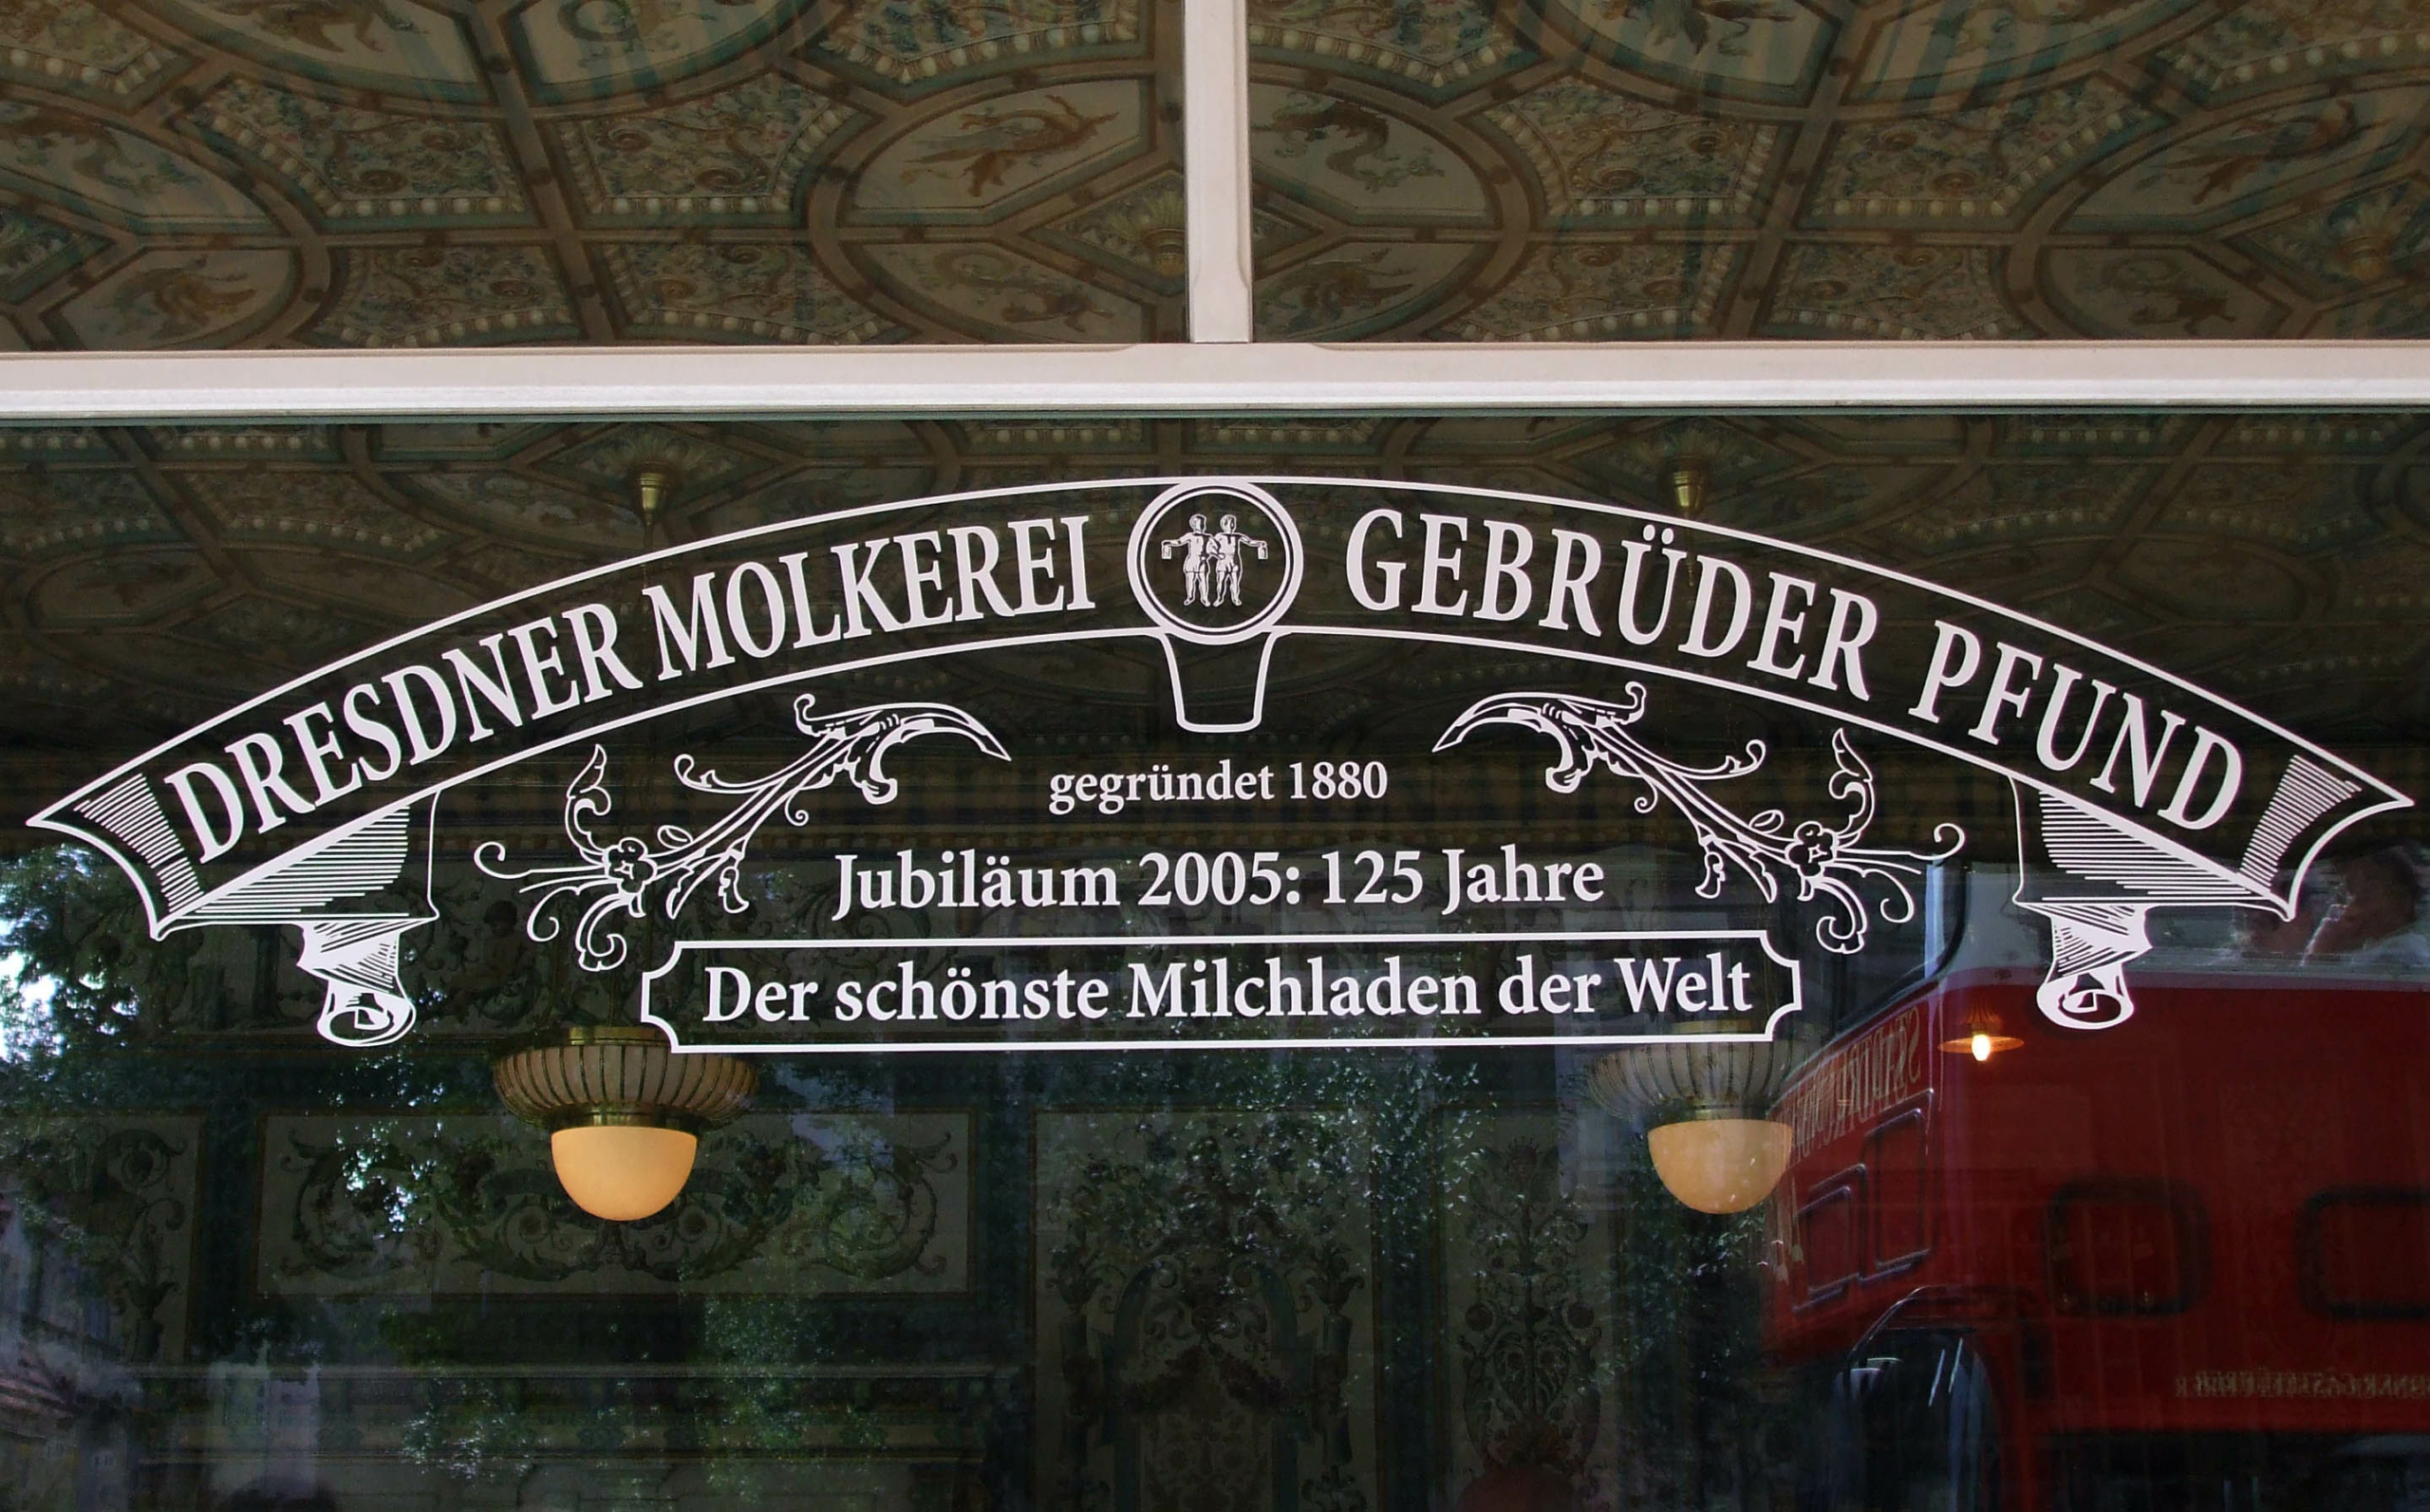 DRESDNER MOLKEREI GEBRÜDER PFUND
gegründet 1880
Jubiläum 2005: 125 Jahre
Der schönste Milchladen der Welt